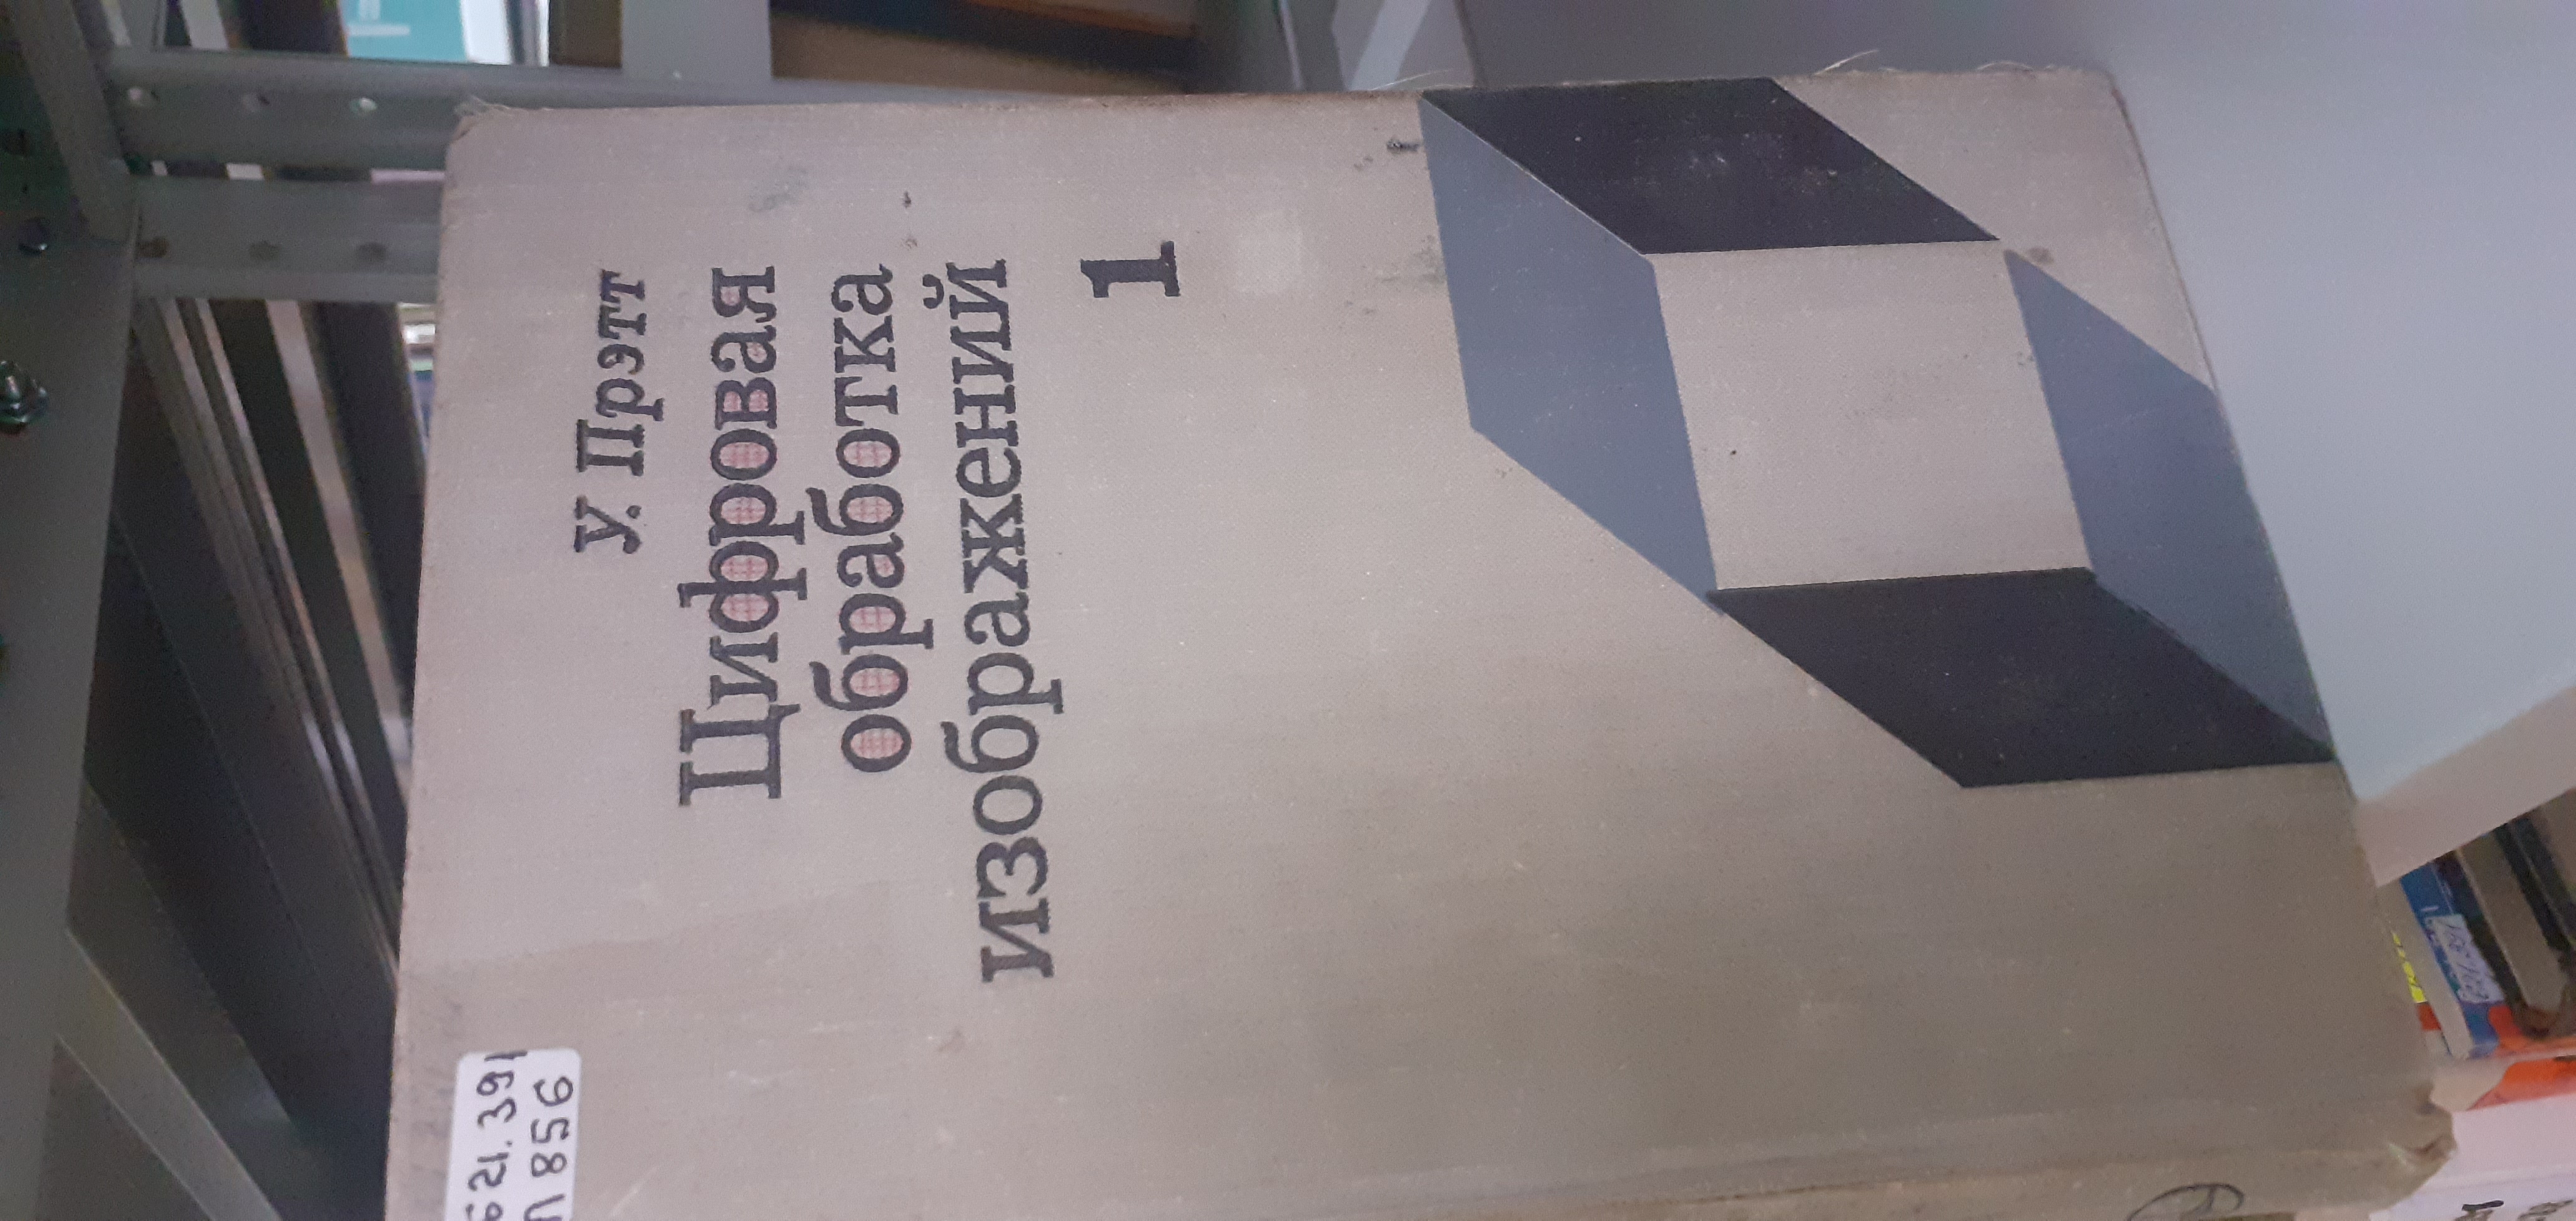 У. Прэтт
Цифровая
обработка
изображений
1
621.391
П 856